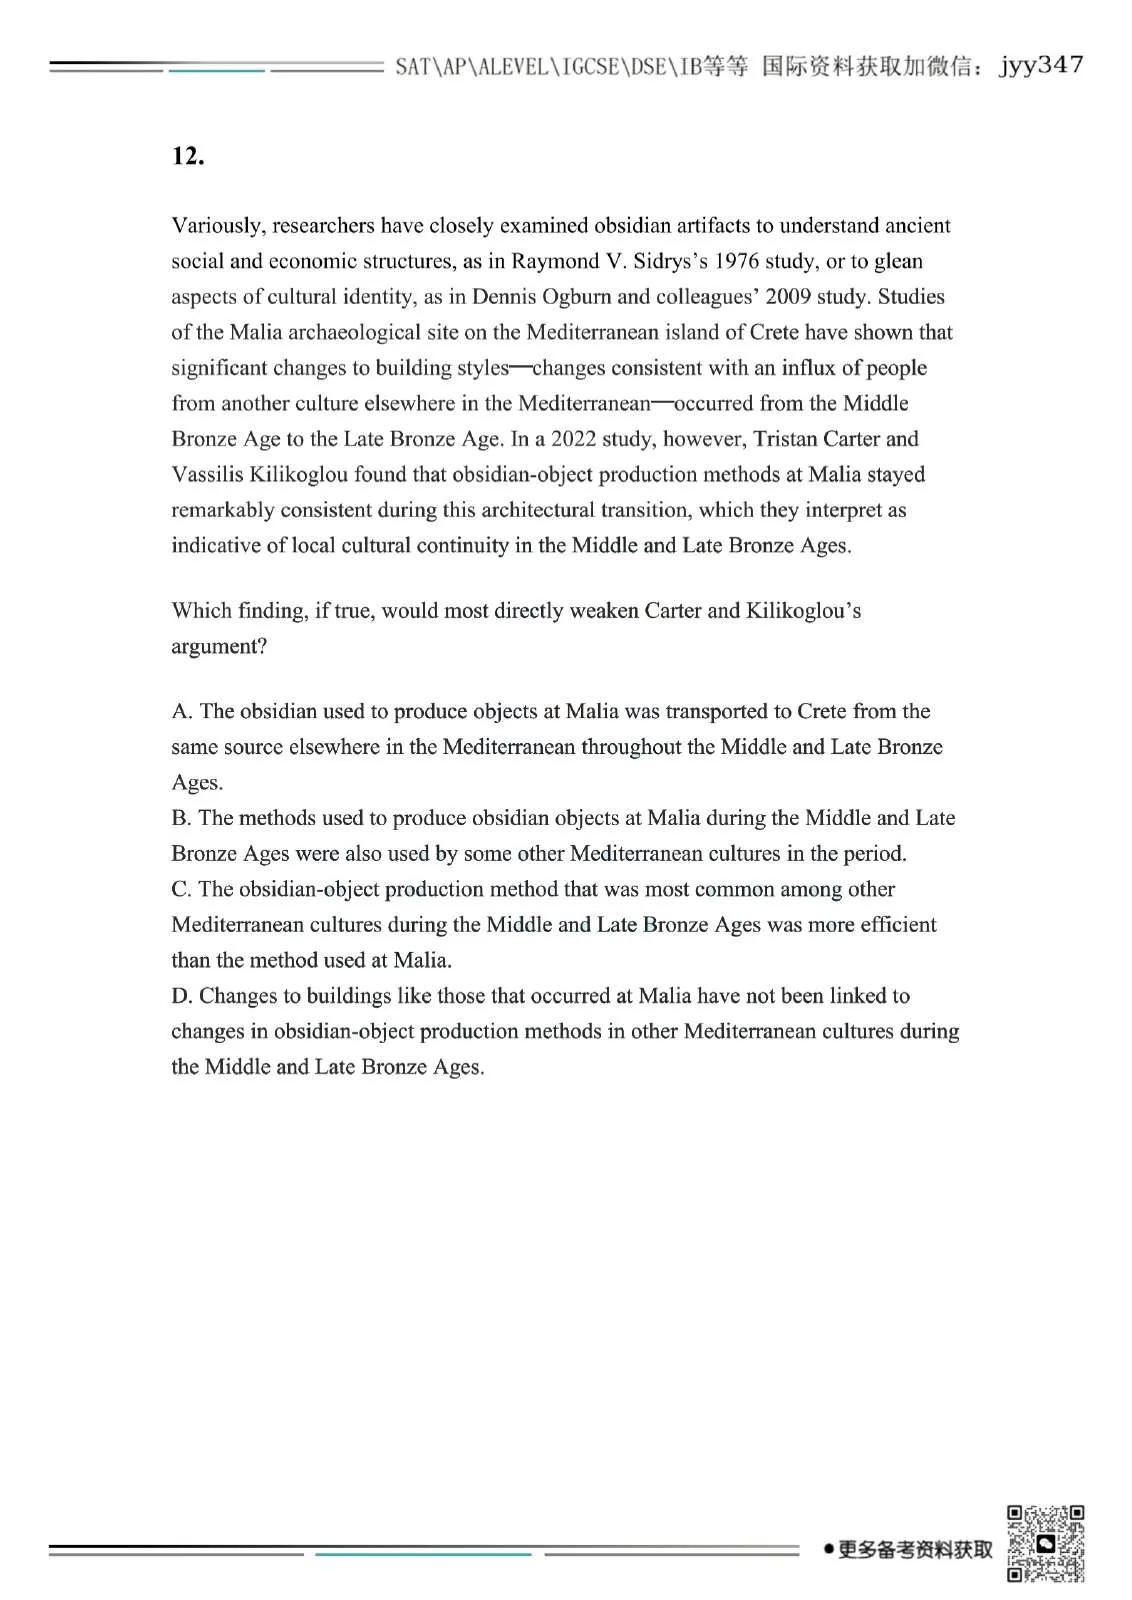 SAT\AP\ALEVEL\IGCSE\DSE\IB等等 国际资料获取加微信：jyy347
12.
Variously, researchers have closely examined obsidian artifacts to understand ancient
social and economic structures, as in Raymond V. Sidrys’s 1976 study, or to glean
aspects of cultural identity, as in Dennis Ogburn and colleagues’ 2009 study. Studies
of the Malia archaeological site on the Mediterranean island of Crete have shown that
significant changes to building styles—changes consistent with an influx of people
from another culture elsewhere in the Mediterranean—occurred from the Middle
Bronze Age to the Late Bronze Age. In a 2022 study, however, Tristan Carter and
Vassilis Kilikoglou found that obsidian-object production methods at Malia stayed
remarkably consistent during this architectural transition, which they interpret as
indicative of local cultural continuity in the Middle and Late Bronze Ages.
Which finding, if true, would most directly weaken Carter and Kilikoglou’s
argument?
A. The obsidian used to produce objects at Malia was transported to Crete from the
same source elsewhere in the Mediterranean throughout the Middle and Late Bronze
Ages.
B. The methods used to produce obsidian objects at Malia during the Middle and Late
Bronze Ages were also used by some other Mediterranean cultures in the period.
C. The obsidian-object production method that was most common among other
Mediterranean cultures during the Middle and Late Bronze Ages was more efficient
than the method used at Malia.
D. Changes to buildings like those that occurred at Malia have not been linked to
changes in obsidian-object production methods in other Mediterranean cultures during
the Middle and Late Bronze Ages.
●更多备考资料获取